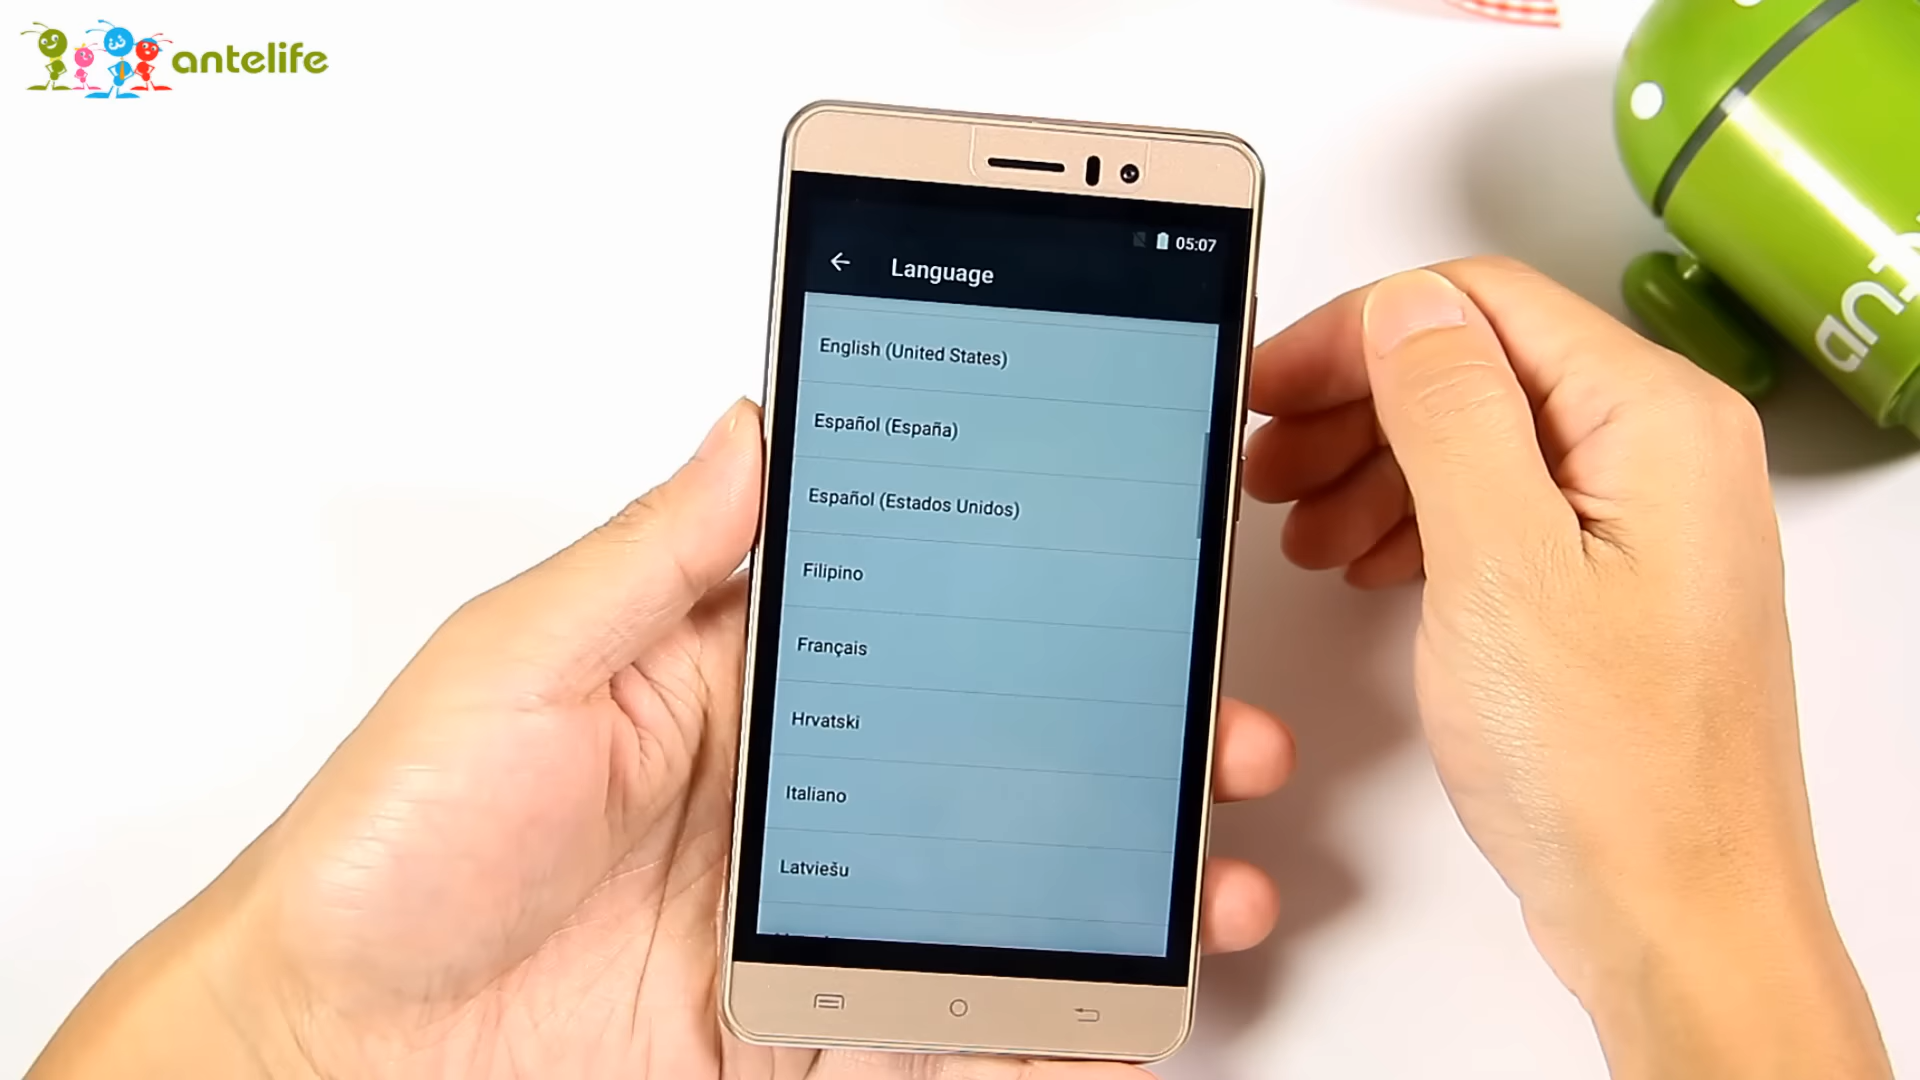 antelife
05:07
Language
English (United States)
Español (España)
Español (Estados Unidos)
Filipino
Français
Hrvatski
Italiano
Latviešu